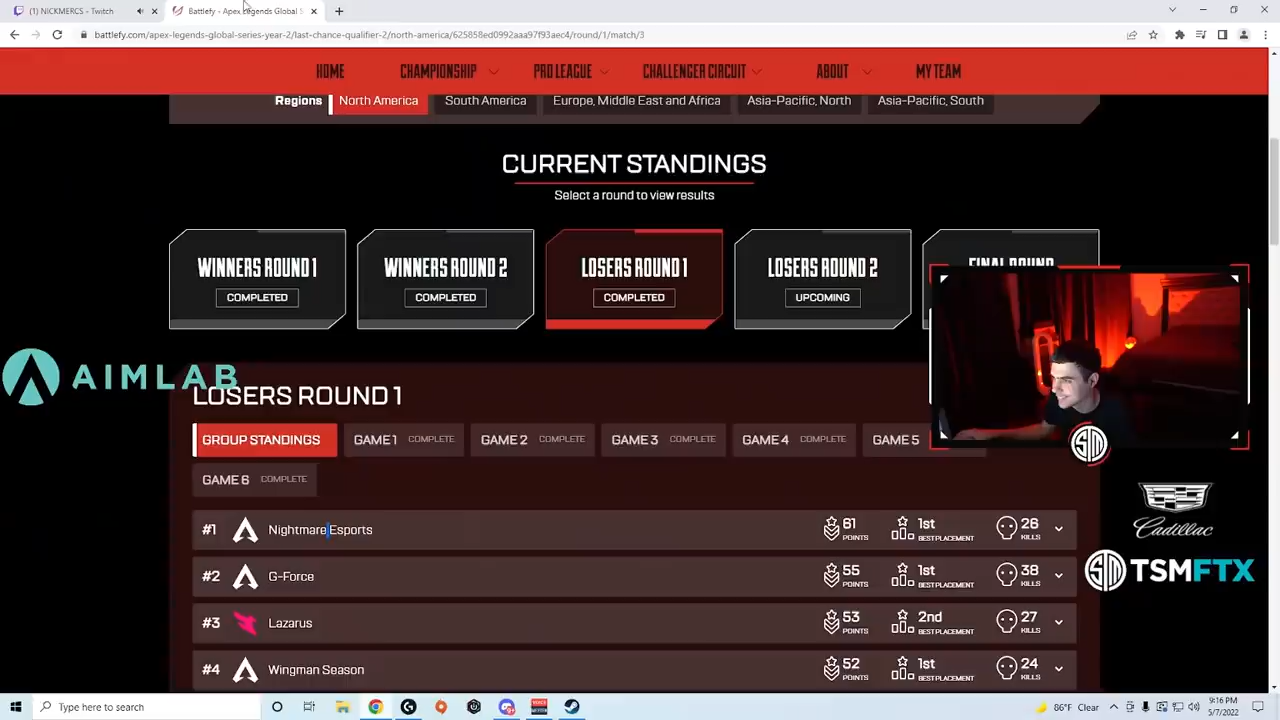 (1) NICKMERCS - Twitch
Battlefy - Apex Legends Global S
battlefy.com/apex-legends-global-series-year-2/last-chance-qualifier-2/north-america/625858ed0992aaa97f93aec4/round/1/match/3
HOME CHAMPIONSHIP PRO LEAGUE CHALLENGER CIRCUIT ABOUT MY TEAM
Regions North America South America Europe, Middle East and Africa Asia-Pacific, North Asia-Pacific, South
CURRENT STANDINGS
Select a round to view results
WINNERS ROUND 1 WINNERS ROUND 2 LOSERS ROUND 1 LOSERS ROUND 2 FINAL ROUND
COMPLETED COMPLETED COMPLETED UPCOMING
AIMLAB
LOSERS ROUND 1
GROUP STANDINGS GAME 1 COMPLETE GAME 2 COMPLETE GAME 3 COMPLETE GAME 4 COMPLETE GAME 5
TSM
GAME 6 COMPLETE
Cadillac
#1 Nightmare Esports 61 POINTS 1st BEST PLACEMENT 26 KILLS
#2 G-Force 55 POINTS 1st BEST PLACEMENT 38 KILLS
TSM TSMFTX
#3 Lazarus 53 POINTS 2nd BEST PLACEMENT 27 KILLS
#4 Wingman Season 52 POINTS 1st BEST PLACEMENT 24 KILLS
Type here to search
86°F Clear
9:16 PM
5/7/2022